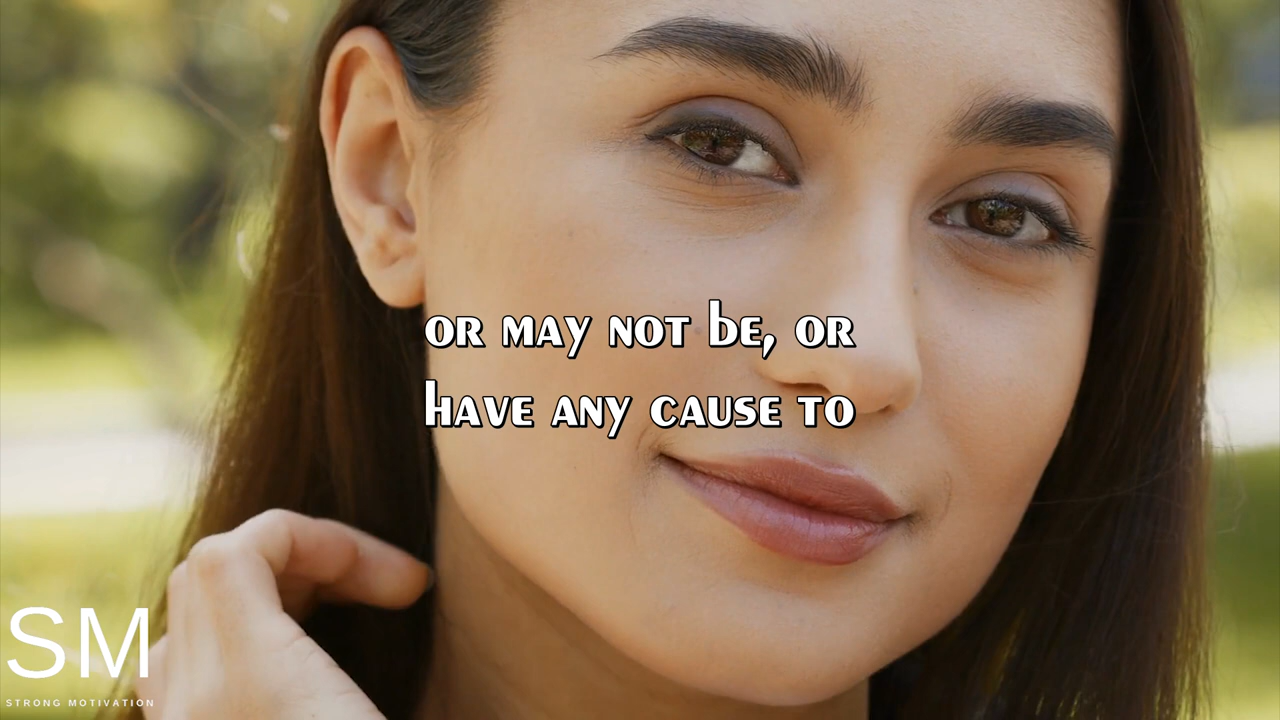 or may not be, or
have any cause to
SM
STRONG MOTIVATION